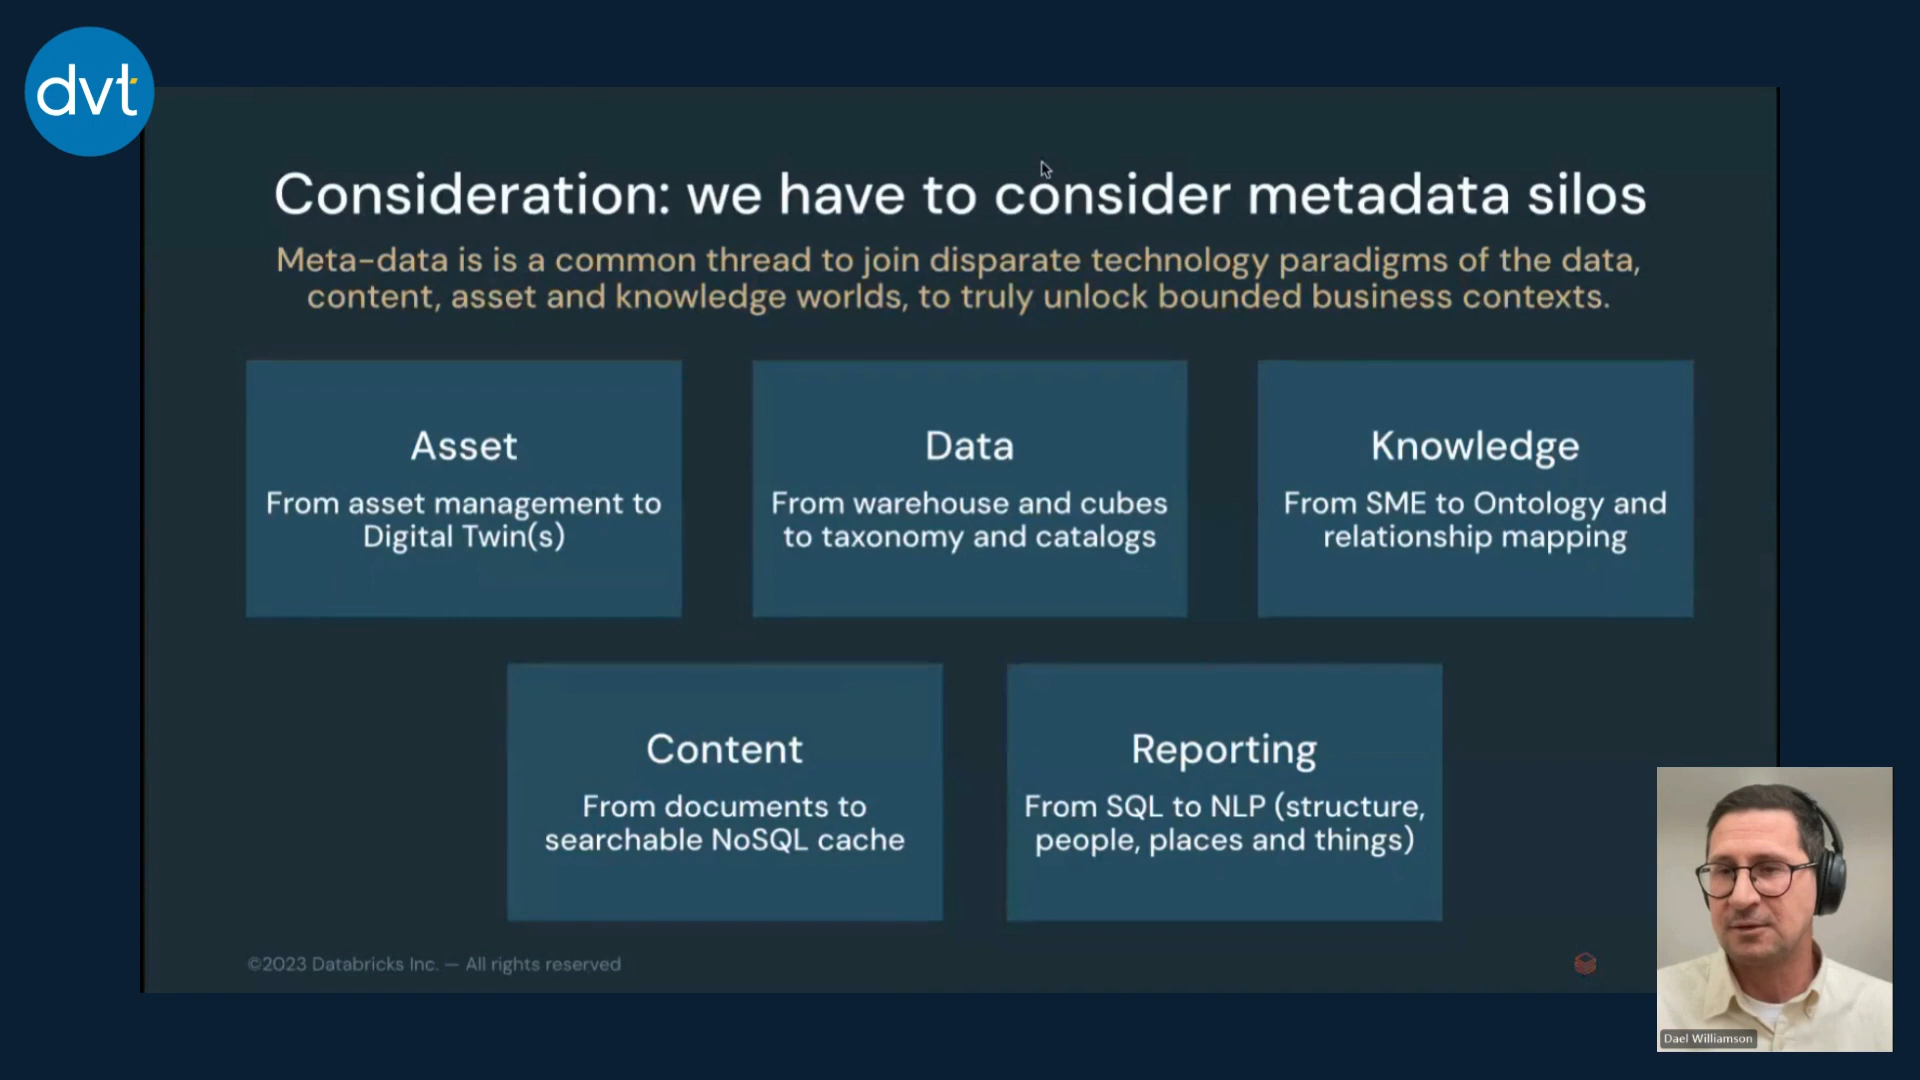 dvt
Consideration: we have to consider metadata silos
Meta-data is is a common thread to join disparate technology paradigms of the data,
content, asset and knowledge worlds, to truly unlock bounded business contexts.
Asset
From asset management to
Digital Twin(s)
Data
From warehouse and cubes
to taxonomy and catalogs
Knowledge
From SME to Ontology and
relationship mapping
Content
From documents to
searchable NoSQL cache
Reporting
From SQL to NLP (structure,
people, places and things)
©2023 Databricks Inc. — All rights reserved
Dael Williamson